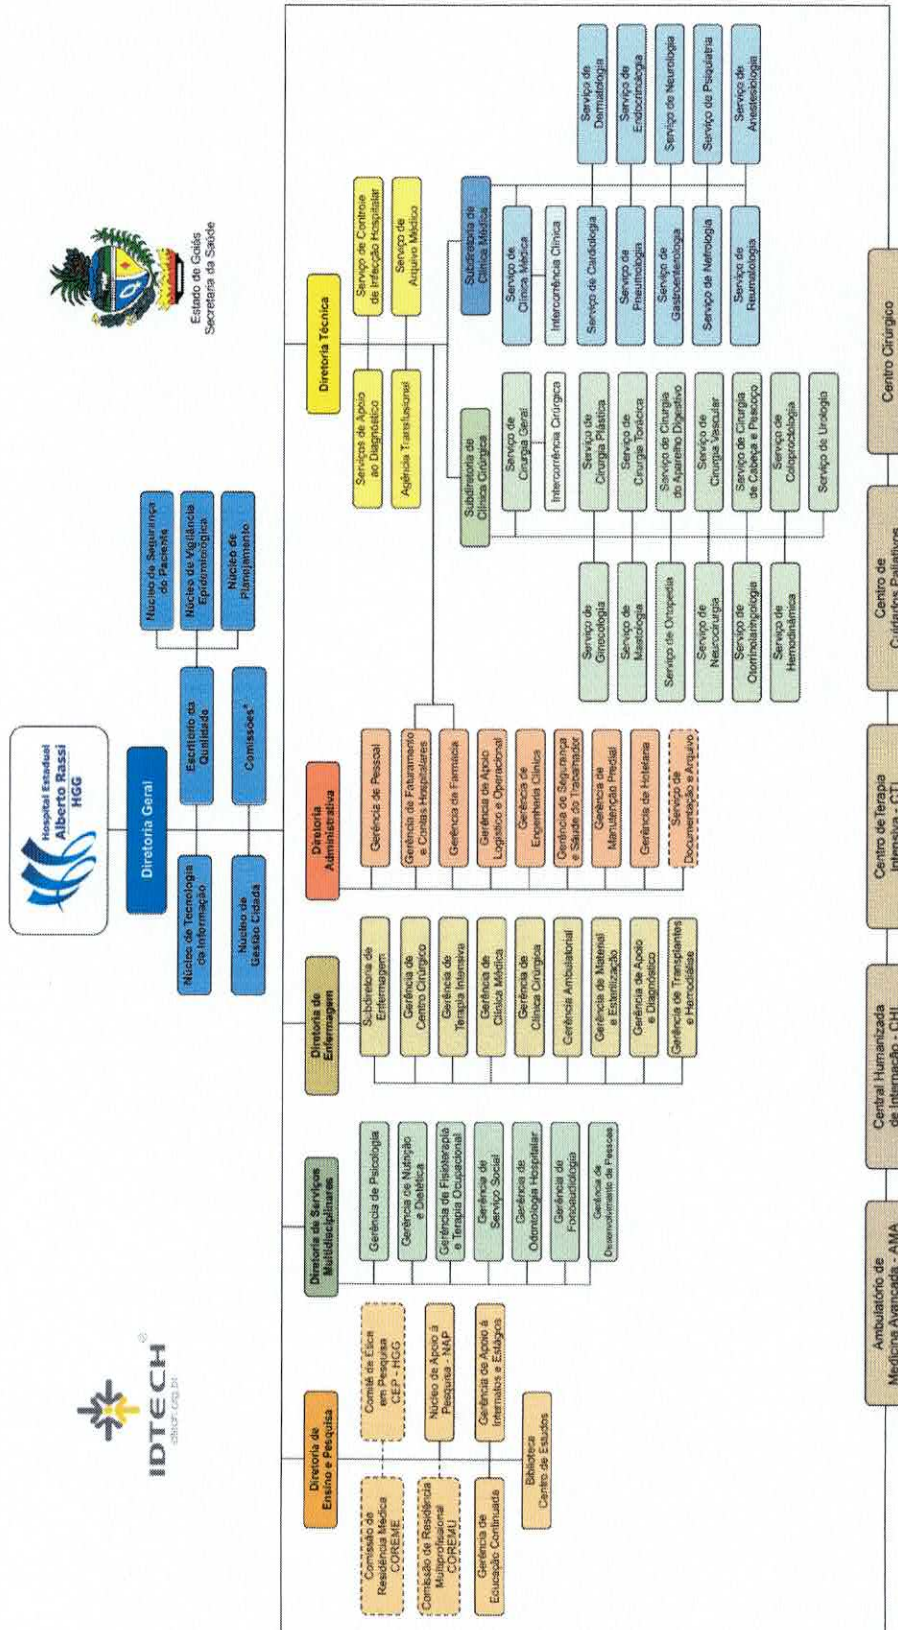 IDTECH
idtech.org.br
Hospital Estadual
Alberto Rassi
HGG
Estado de Goiás
Secretaria da Saúde
Diretoria Geral
Núcleo de Tecnologia
da Informação
Escritório da
Qualidade
Núcleo de Segurança
do Paciente
Núcleo de Vigilância
Epidemiológica
Núcleo de
Planejamento
Núcleo de
Gestão Cidadã
Comissões*
Diretoria de
Ensino e Pesquisa
Comissão de
Residência Médica
COREME
Comitê de Ética
em Pesquisa
CEP - HGG
Comissão de Residência
Multiprofissional
COREMU
Núcleo de Apoio à
Pesquisa - NAP
Gerência de
Educação Continuada
Gerência de Apoio à
Internatos e Estágios
Biblioteca
Centro de Estudos
Diretoria de Serviços
Multidisciplinares
Gerência de Psicologia
Gerência de Nutrição
e Dietética
Gerência de Fisioterapia
e Terapia Ocupacional
Gerência de
Serviço Social
Gerência de
Odontologia Hospitalar
Gerência de
Fonoaudiologia
Gerência de
Desenvolvimento de Pessoas
Diretoria de
Enfermagem
Subdiretoria de
Enfermagem
Gerência de
Centro Cirúrgico
Gerência de
Terapia Intensiva
Gerência de
Clínica Médica
Gerência de
Clínica Cirúrgica
Gerência Ambulatorial
Gerência de Material
e Esterilização
Gerência de Apoio
e Diagnóstico
Gerência de Transplantes
e Hemodiálise
Diretoria
Administrativa
Gerência de Pessoal
Gerência de Faturamento
e Contas Hospitalares
Gerência da Farmácia
Gerência de Apoio
Logístico e Operacional
Gerência de
Engenharia Clínica
Gerência de Segurança
e Saúde do Trabalhador
Gerência de
Manutenção Predial
Gerência de Hotelaria
Serviço de
Documentação e Arquivo
Diretoria Técnica
Serviços de Apoio
ao Diagnóstico
Serviço de Controle
de Infecção Hospitalar
Agência Transfusional
Serviço de
Arquivo Médico
Subdiretoria de
Clínica Cirúrgica
Serviço de
Cirurgia Geral
Intercorrência Cirúrgica
Serviço de
Ginecologia
Serviço de
Cirurgia Plástica
Serviço de
Mastologia
Serviço de
Cirurgia Torácica
Serviço de Ortopedia
Serviço de Cirurgia
do Aparelho Digestivo
Serviço de
Neurocirurgia
Serviço de
Cirurgia Vascular
Serviço de
Otorrinolaringologia
Serviço de Cirurgia
de Cabeça e Pescoço
Serviço de
Hemodinâmica
Serviço de
Coloproctologia
Serviço de Urologia
Subdiretoria de
Clínica Médica
Serviço de
Clínica Médica
Intercorrência Clínica
Serviço de Cardiologia
Serviço de
Dermatologia
Serviço de
Pneumologia
Serviço de
Endocrinologia
Serviço de
Gastroenterologia
Serviço de Neurologia
Serviço de Nefrologia
Serviço de Psiquiatria
Serviço de
Reumatologia
Serviço de
Anestesiologia
Ambulatório de
Medicina Avançada - AMA
Central Humanizada
de Internação - CHI
Centro de Terapia
Intensiva - CTI
Centro de
Cuidados Paliativos
Centro Cirúrgico